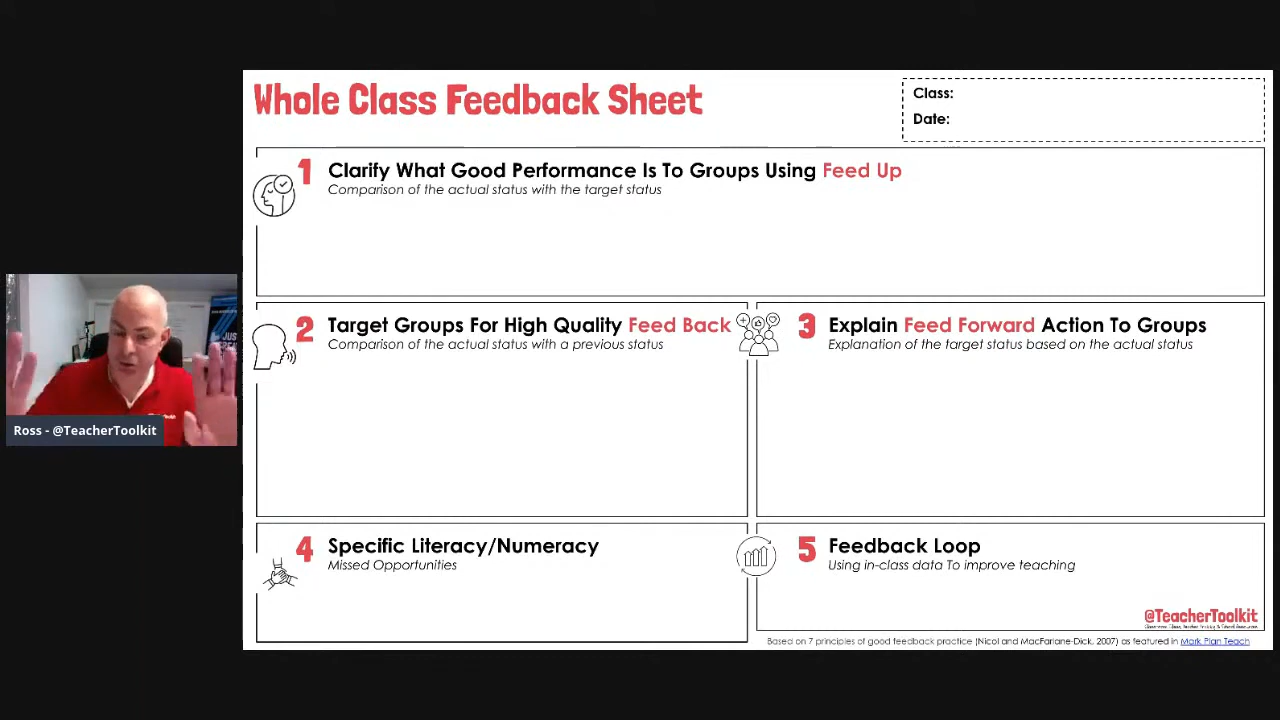 Whole Class Feedback Sheet
Class:
Date:
1 Clarify What Good Performance Is To Groups Using Feed Up
Comparison of the actual status with the target status
2 Target Groups For High Quality Feed Back
Comparison of the actual status with a previous status
3 Explain Feed Forward Action To Groups
Explanation of the target status based on the actual status
JUS
Ross - @TeacherToolkit
4 Specific Literacy/Numeracy
Missed Opportunities
5 Feedback Loop
Using in-class data To improve teaching
@TeacherToolkit
Based on 7 principles of good feedback practice (Nicol and MacFarlane-Dick, 2007) as featured in Mark Plan Teach